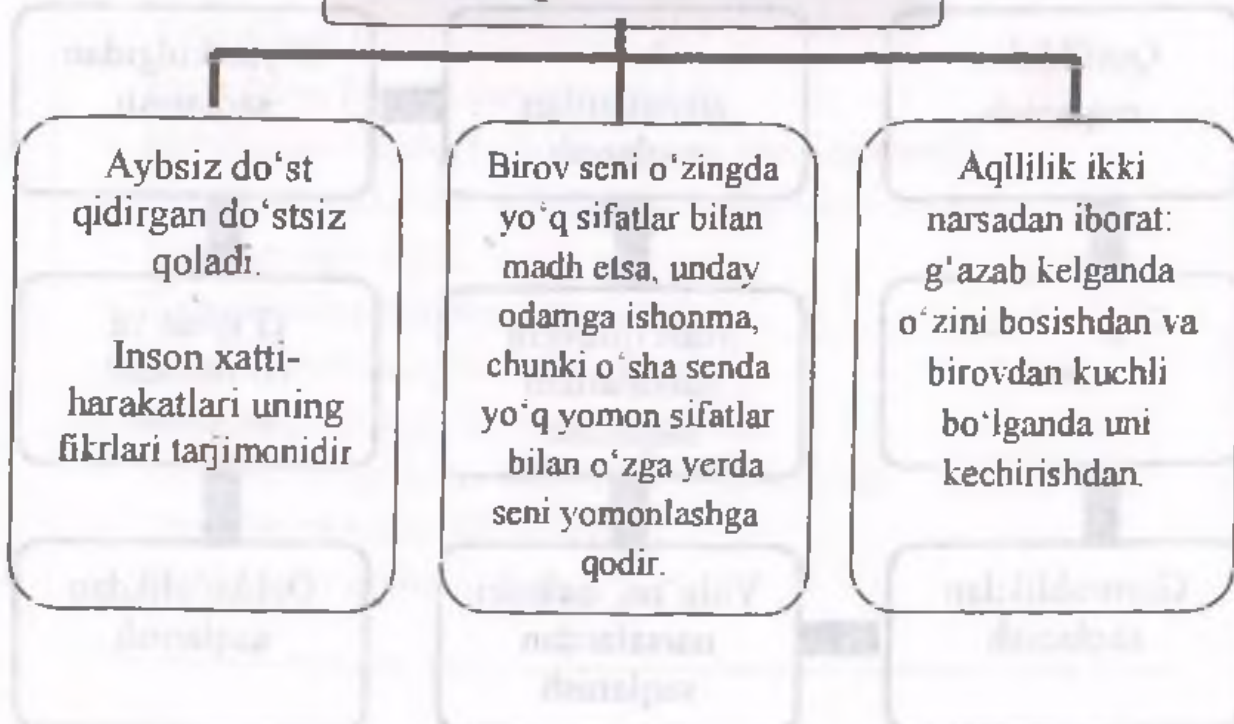 Aybsiz do‘st
qidirgan do‘stsiz
qoladi.
Inson xatti-
harakatlari uning
fikrlari tarjimonidir
Birov seni o‘zingda
yo‘q sifatlar bilan
madh etsa, unday
odamga ishonma,
chunki o‘sha senda
yo‘q yomon sifatlar
bilan o‘zga yerda
seni yomonlashga
qodir.
Aqllilik ikki
narsadan iborat:
g'azab kelganda
o‘zini bosishdan va
birovdan kuchli
bo‘lganda uni
kechirishdan.